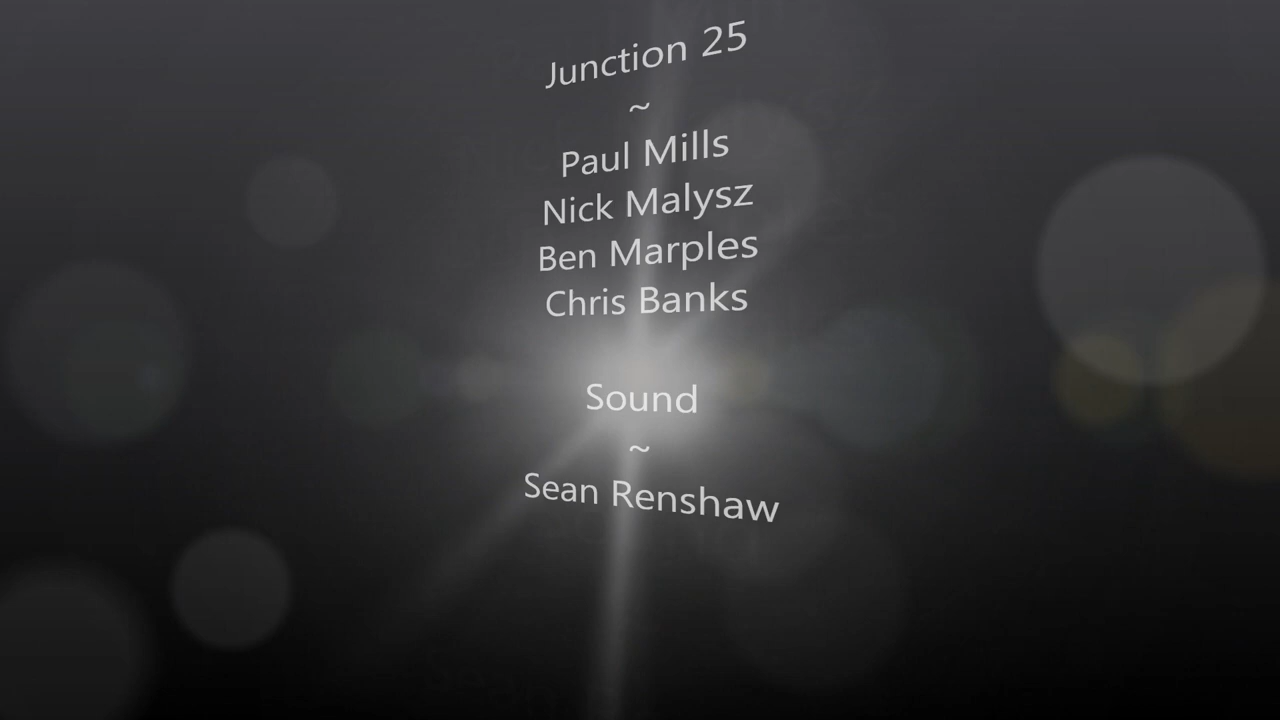 Junction 25
~
Paul Mills
Nick Malysz
Ben Marples
Chris Banks
Sound
~
Sean Renshaw